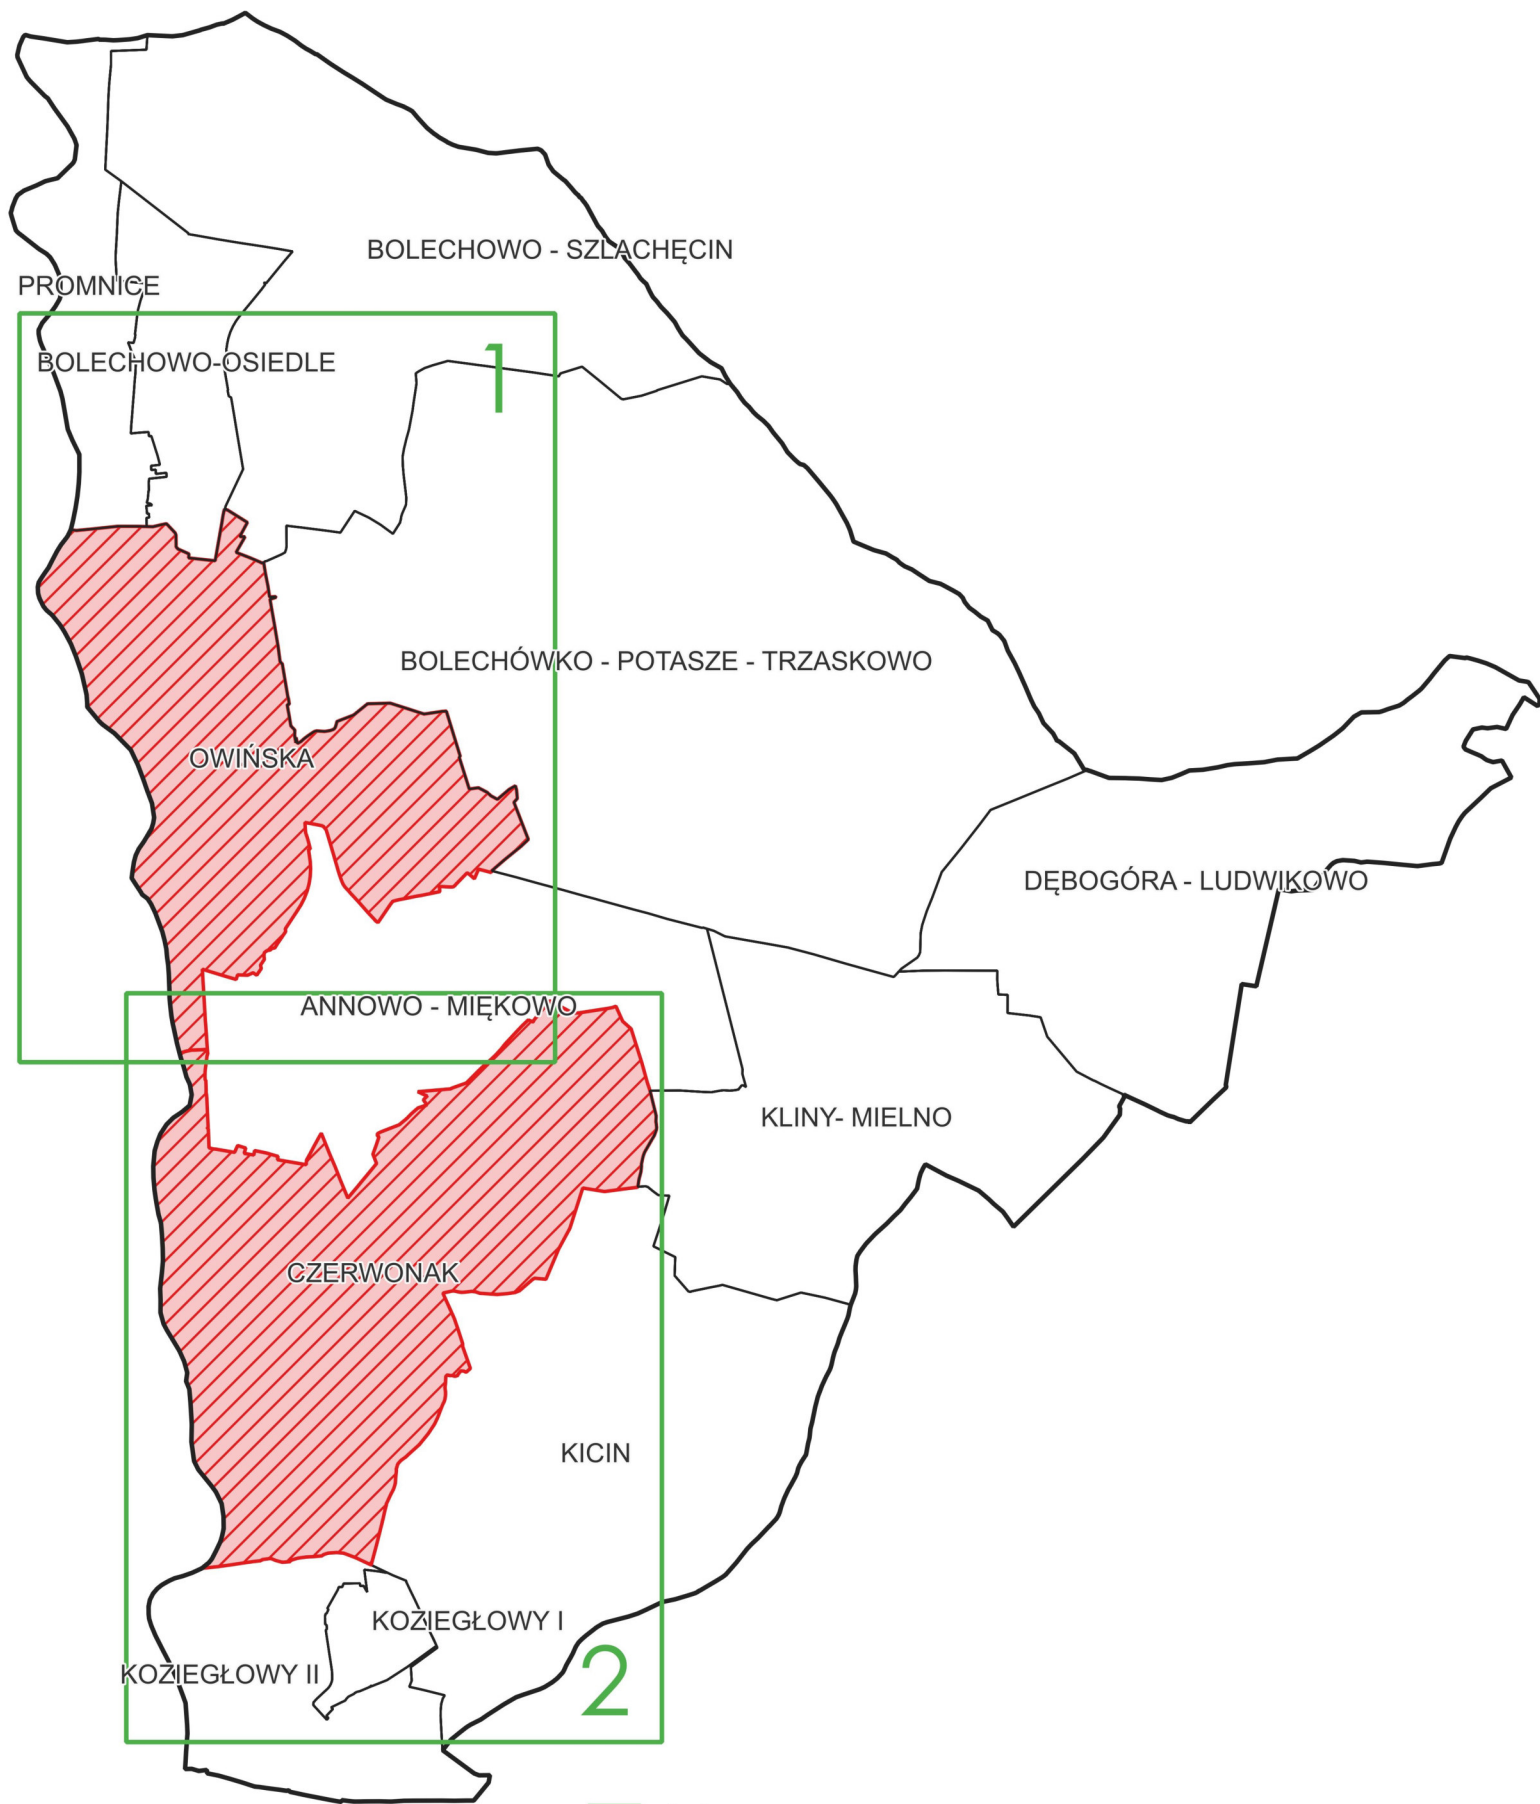 BOLECHOWO - SZLACHĘCIN
PROMNICE
BOLECHOWO-OSIEDLE
1
BOLECHÓWKO - POTASZE - TRZASKOWO
OWIŃSKA
DĘBOGÓRA - LUDWIKOWO
ANNOWO - MIĘKOWO
KLINY- MIELNO
CZERWONAK
KICIN
KOZIEGŁOWY I
KOZIEGŁOWY II
2